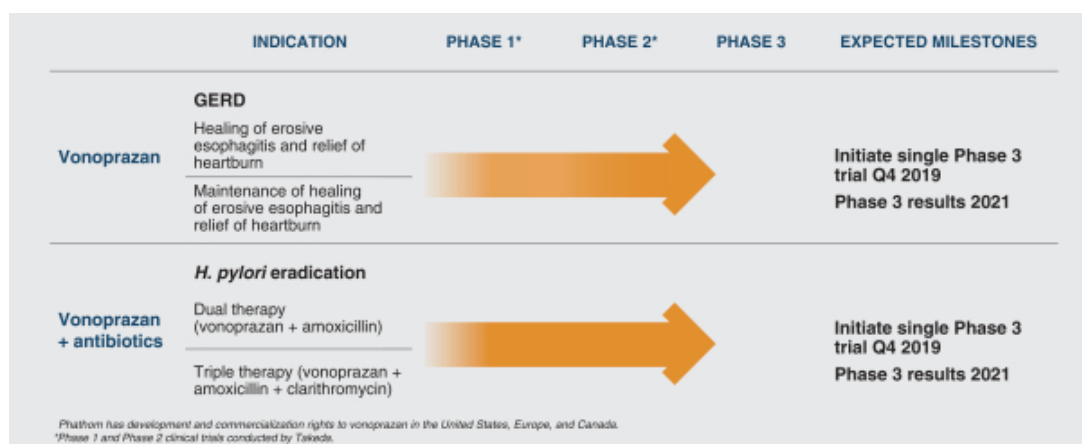 INDICATION PHASE 1* PHASE 2* PHASE 3 EXPECTED MILESTONES
GERD
Healing of erosive
esophagitis and relief of
heartburn
Vonoprazan
Maintenance of healing
of erosive esophagitis and
relief of heartburn
Initiate single Phase 3
trial Q4 2019
Phase 3 results 2021
H. pylori eradication
Dual therapy
(vonoprazan + amoxicillin)
Vonoprazan
+ antibiotics
Triple therapy (vonoprazan +
amoxicillin + clarithromycin)
Initiate single Phase 3
trial Q4 2019
Phase 3 results 2021
Phathom has development and commercialization rights to vonoprazan in the United States, Europe, and Canada.
*Phase 1 and Phase 2 clinical trials conducted by Takeda.